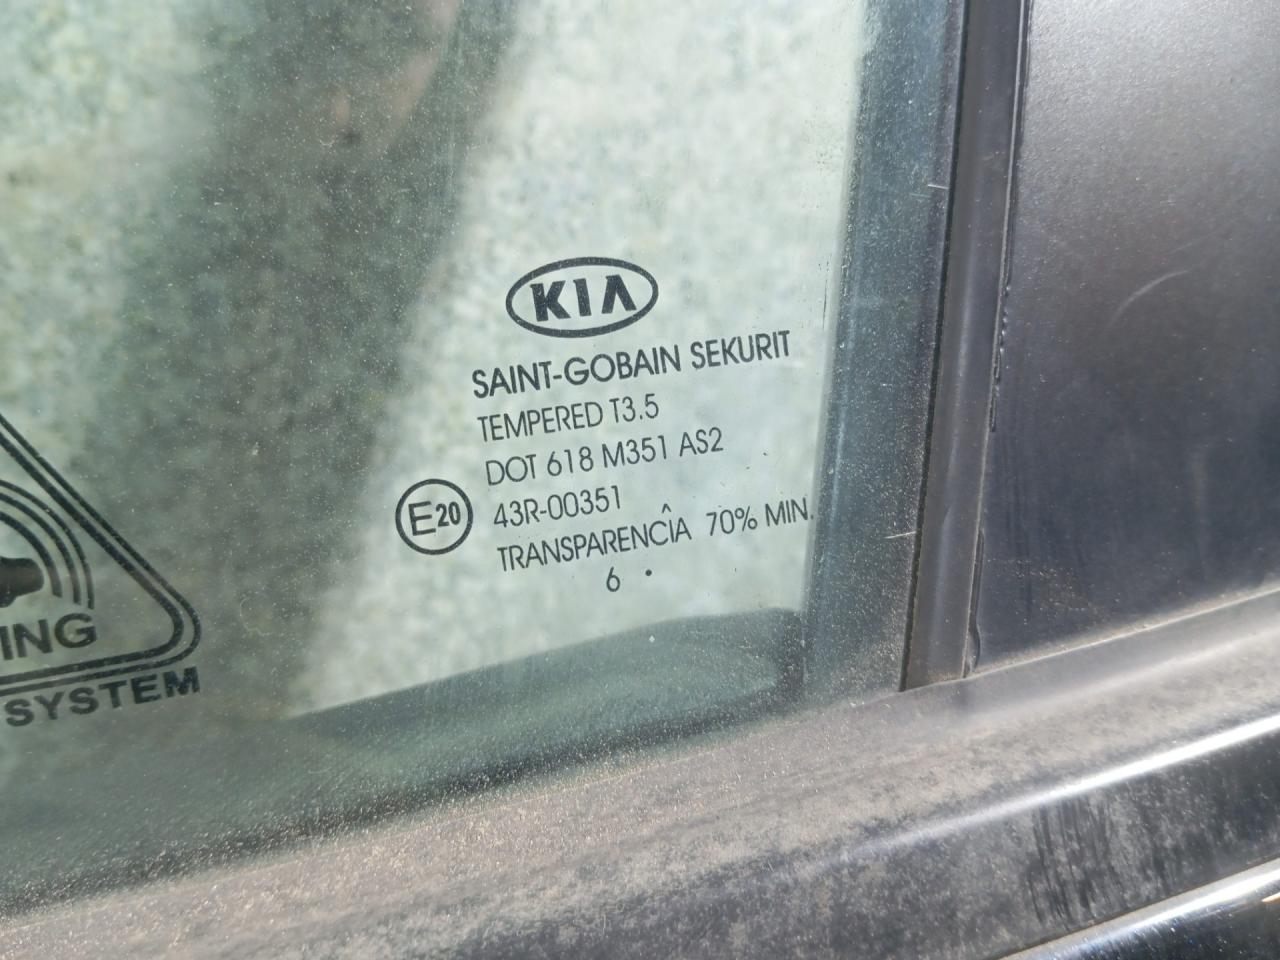 KIA
SAINT-GOBAIN SEKURIT
TEMPERED T3.5
DOT 618 M351 AS2
E20
43R-00351
TRANSPARENCÎA 70% MIN.
6 •
ING
SYSTEM